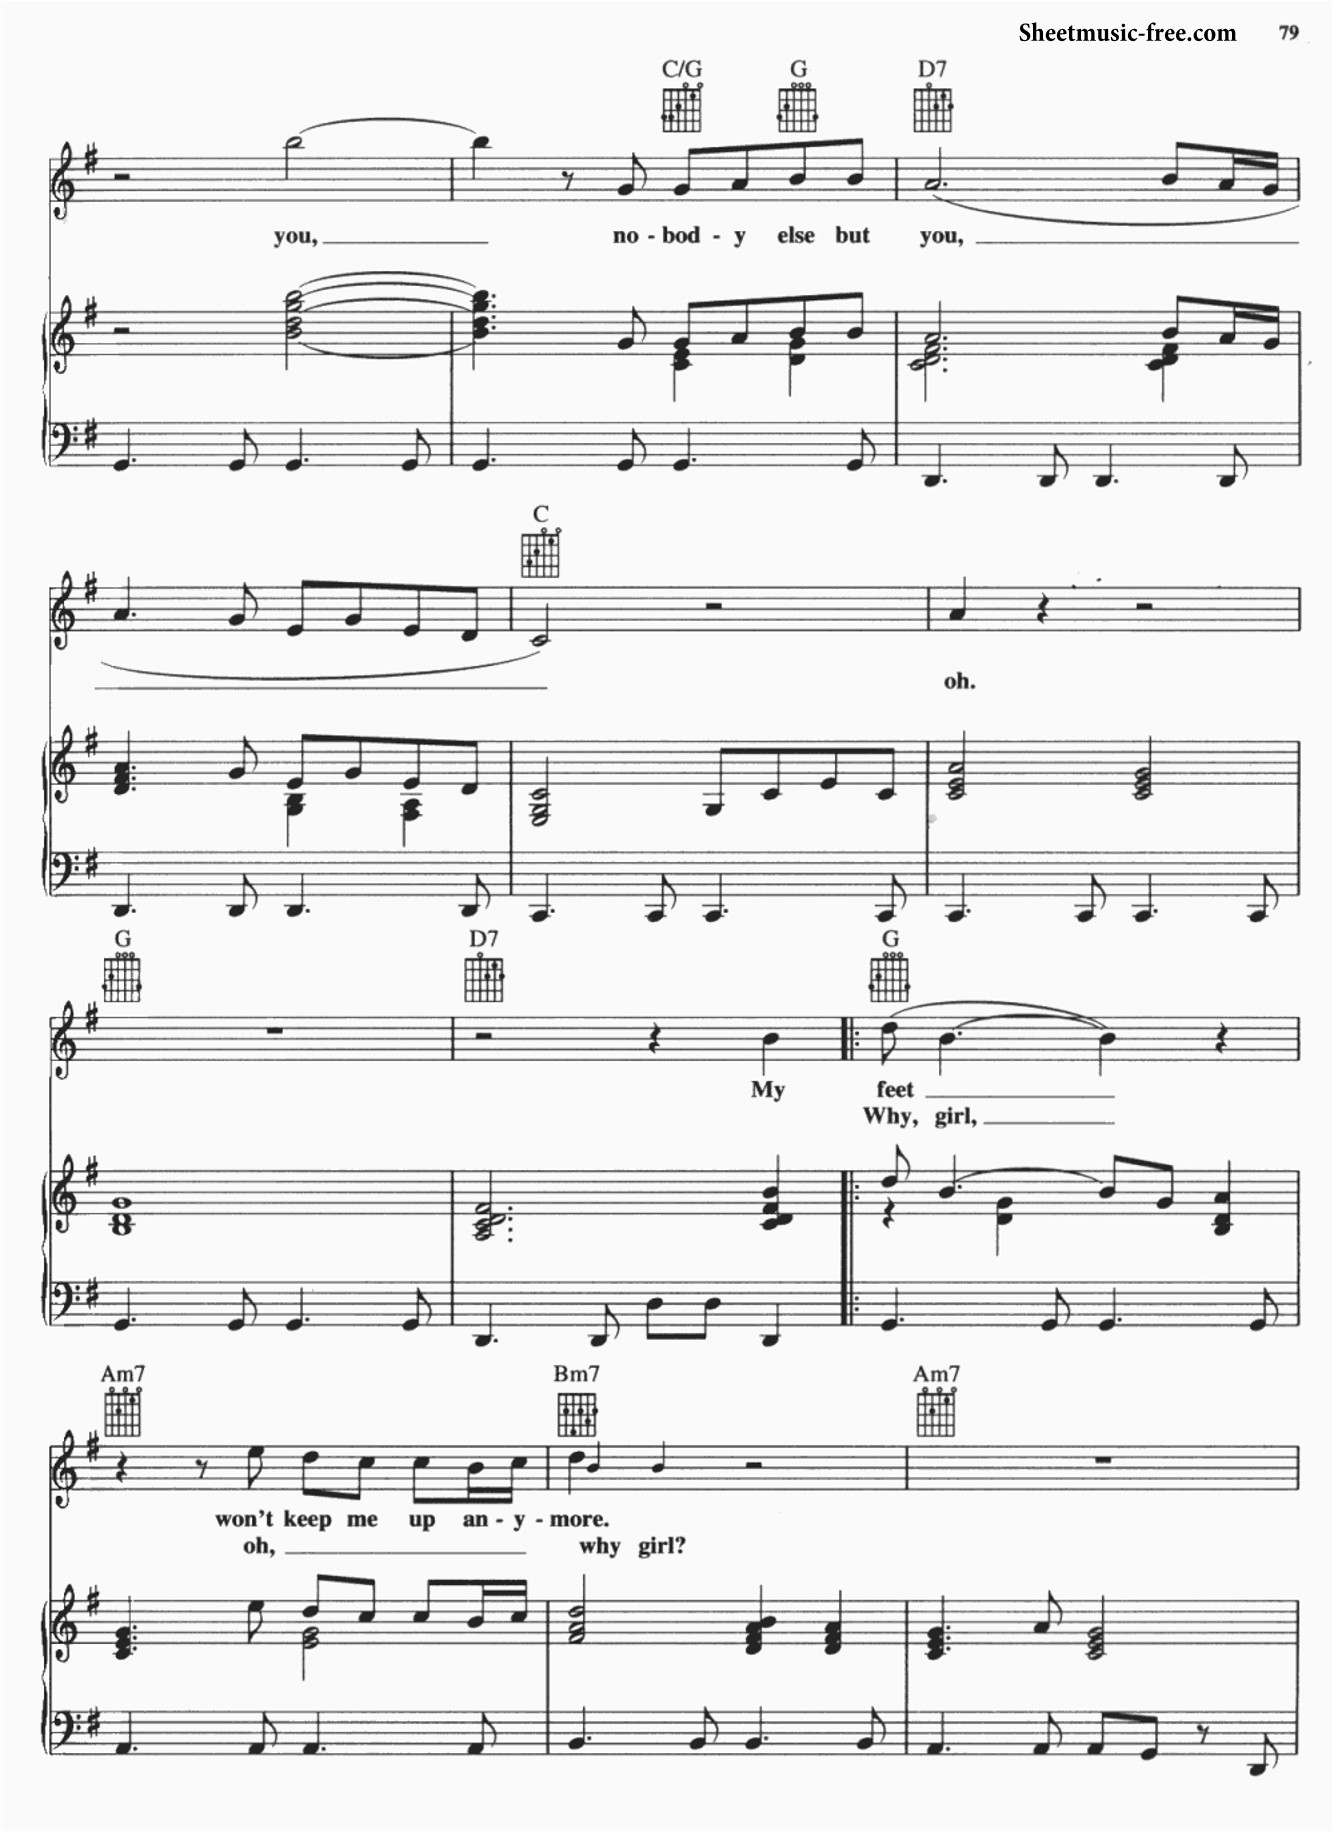 Sheetmusic-free.com 79
C/G G D7
you, no - bod - y else but you,
C
oh.
G D7 G
My feet
Why, girl,
Am7 Bm7 Am7
won't keep me up an - y - more.
oh, why girl?